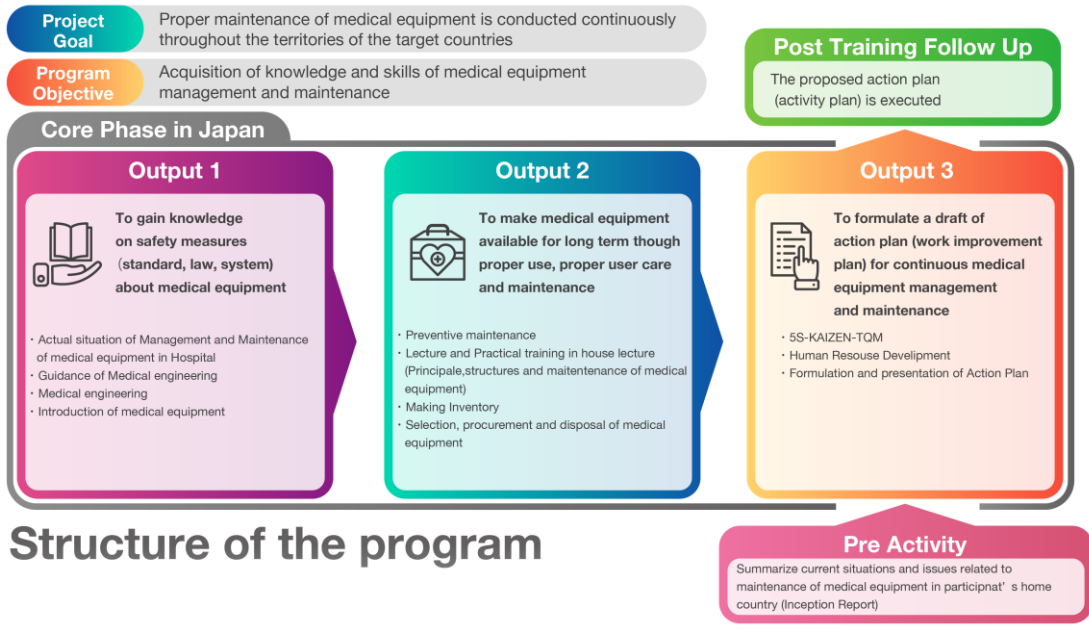 Project
Goal
Proper maintenance of medical equipment is conducted continuously
throughout the territories of the target countries
Program
Objective
Acquisition of knowledge and skills of medical equipment
management and maintenance
Post Training Follow Up
The proposed action plan
(activity plan) is executed
Core Phase in Japan
Output 1
To gain knowledge
on safety measures
(standard, law, system)
about medical equipment
・Actual situation of Management and Maintenance
of medical equipment in Hospital
・Guidance of Medical engineering
・Medical engineering
・Introduction of medical equipment
Output 2
To make medical equipment
available for long term though
proper use, proper user care
and maintenance
・Preventive maintenance
・Lecture and Practical training in house lecture
(Principale,structures and maitentenance of medical
equipment)
・Making Inventory
・Selection, procurement and disposal of medical
equipment
Output 3
To formulate a draft of
action plan (work improvement
plan) for continuous medical
equipment management
and maintenance
・5S-KAIZEN-TQM
・Human Resouse Develipment
・Formulation and presentation of Action Plan
Structure of the program
Pre Activity
Summarize current situations and issues related to
maintenance of medical equipment in participnat' s home
country (Inception Report)